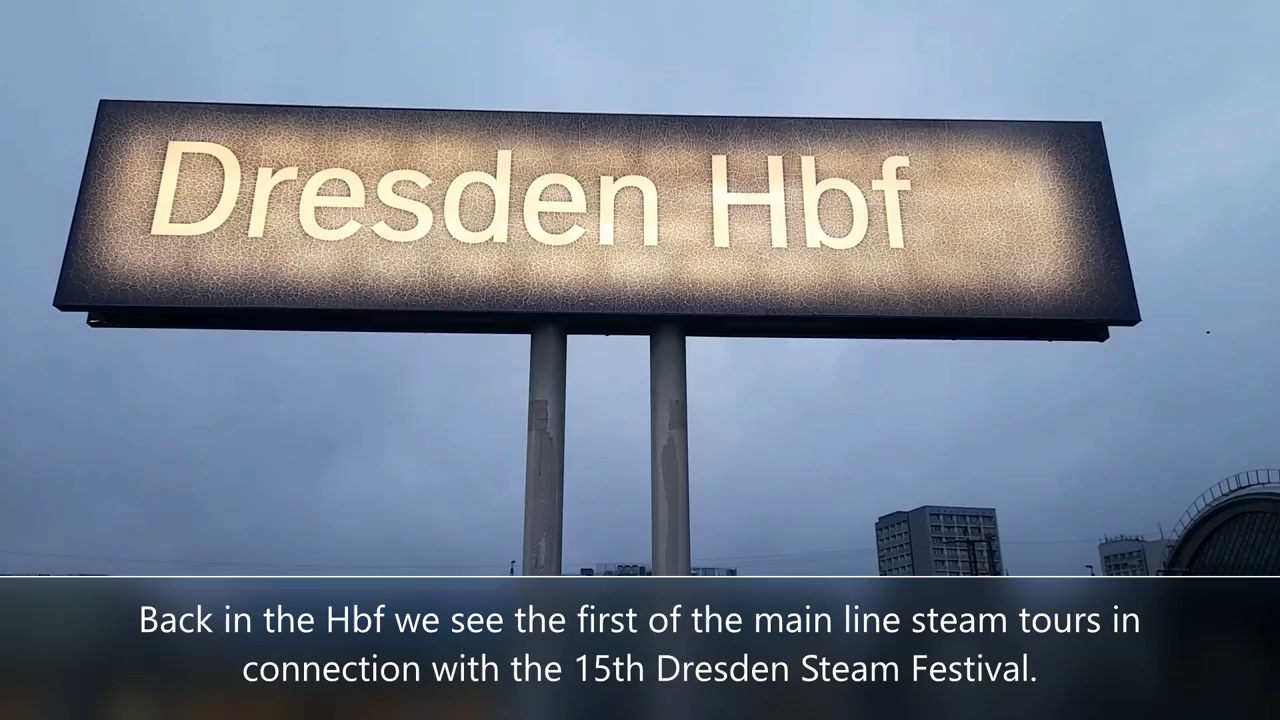 Dresden Hbf
Back in the Hbf we see the first of the main line steam tours in
connection with the 15th Dresden Steam Festival.